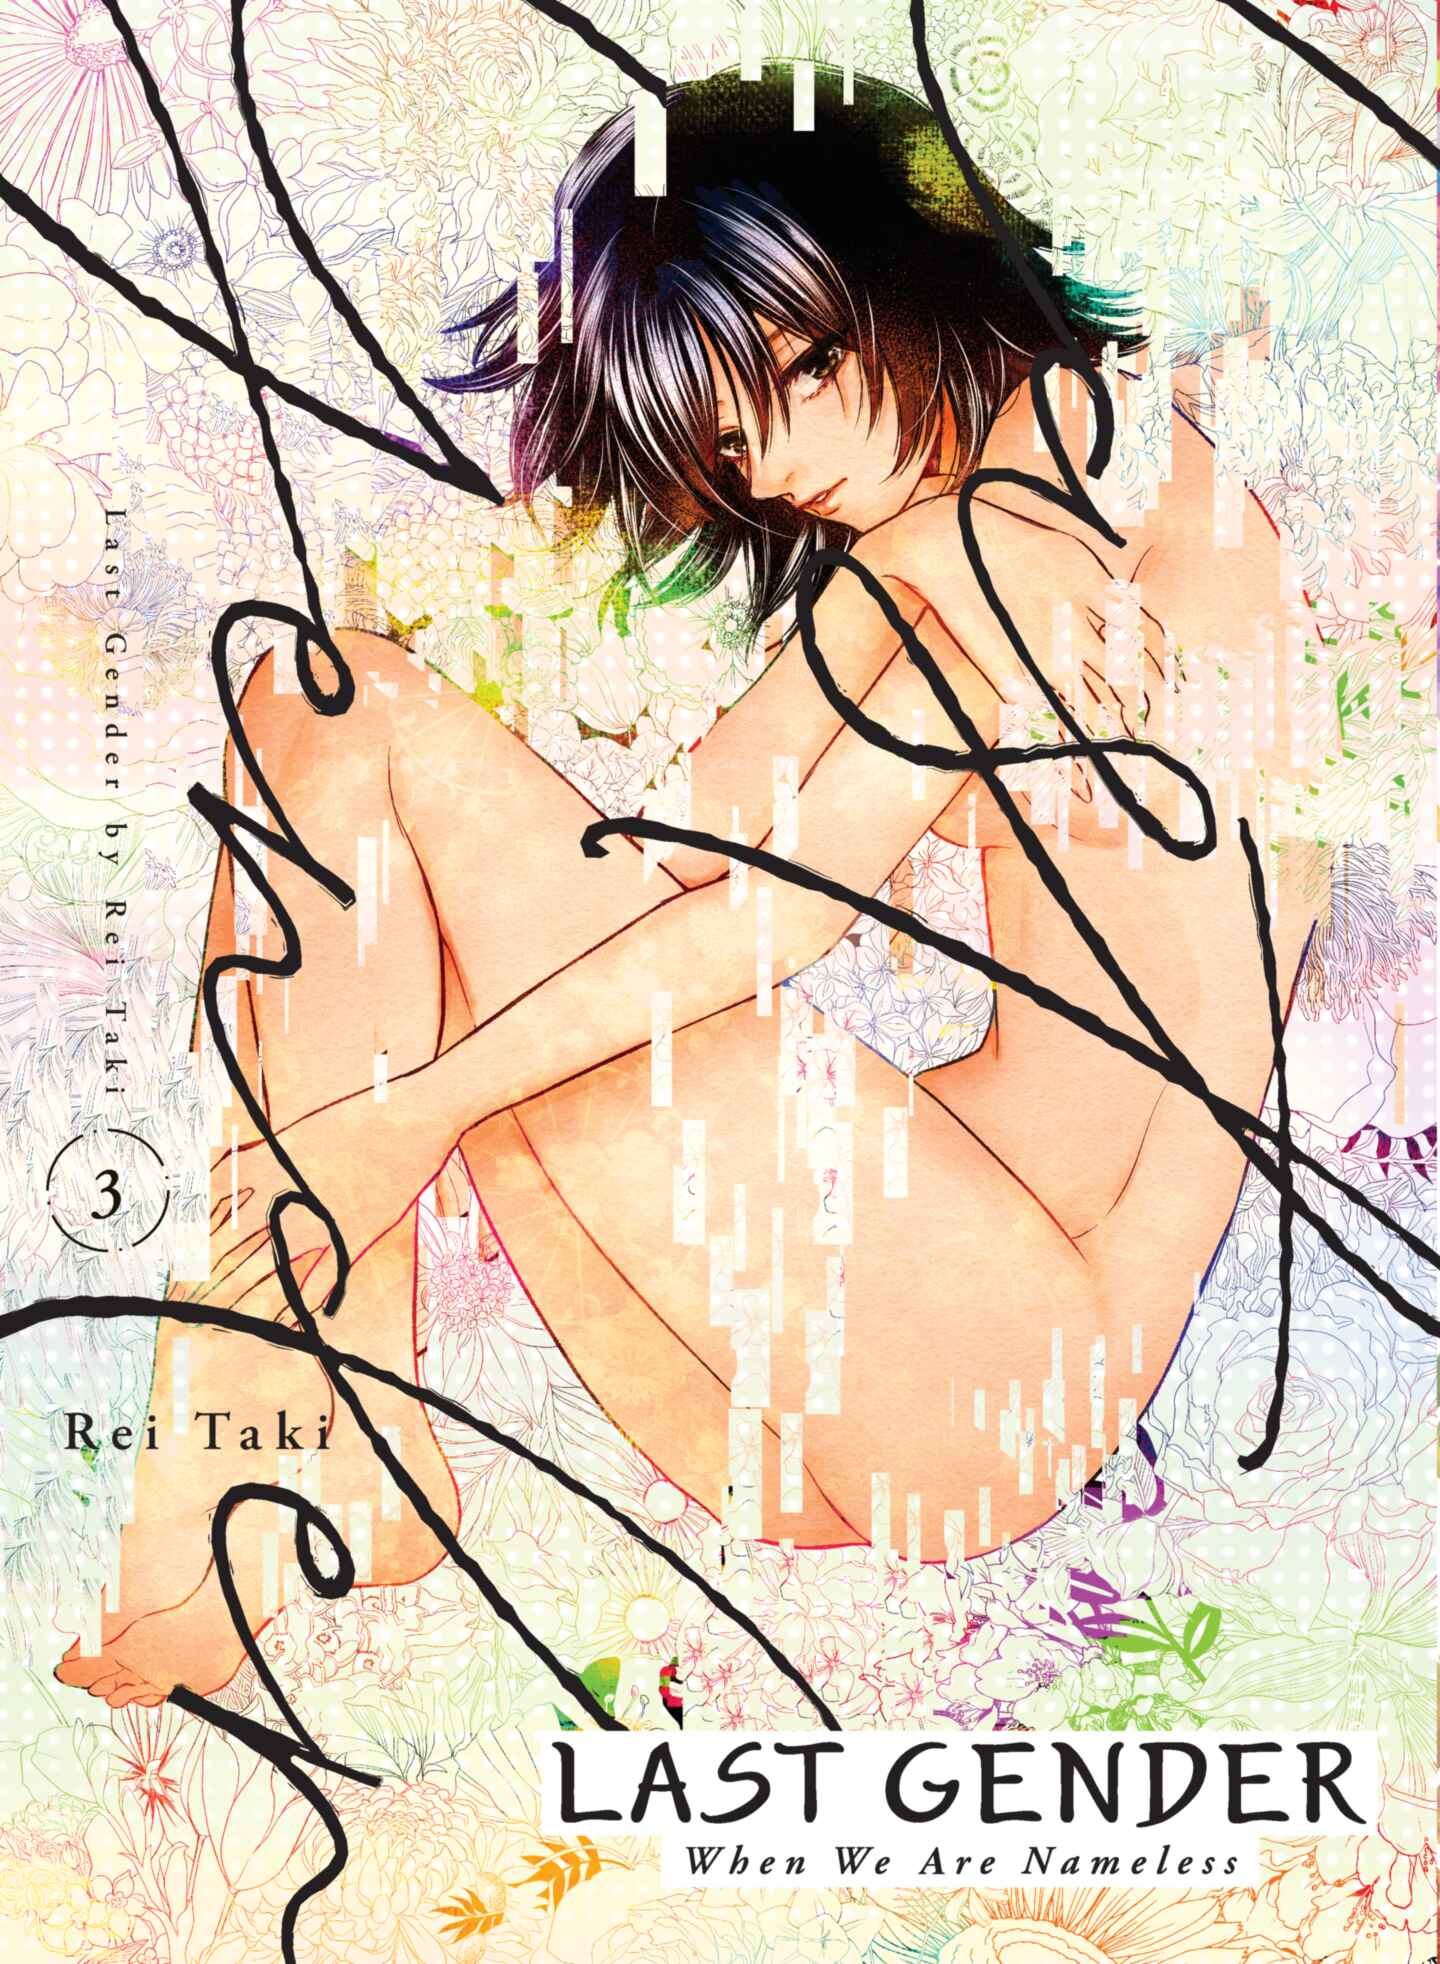 Last Gender by Rei Taki
3
Rei Taki
LAST GENDER
When We Are Nameless